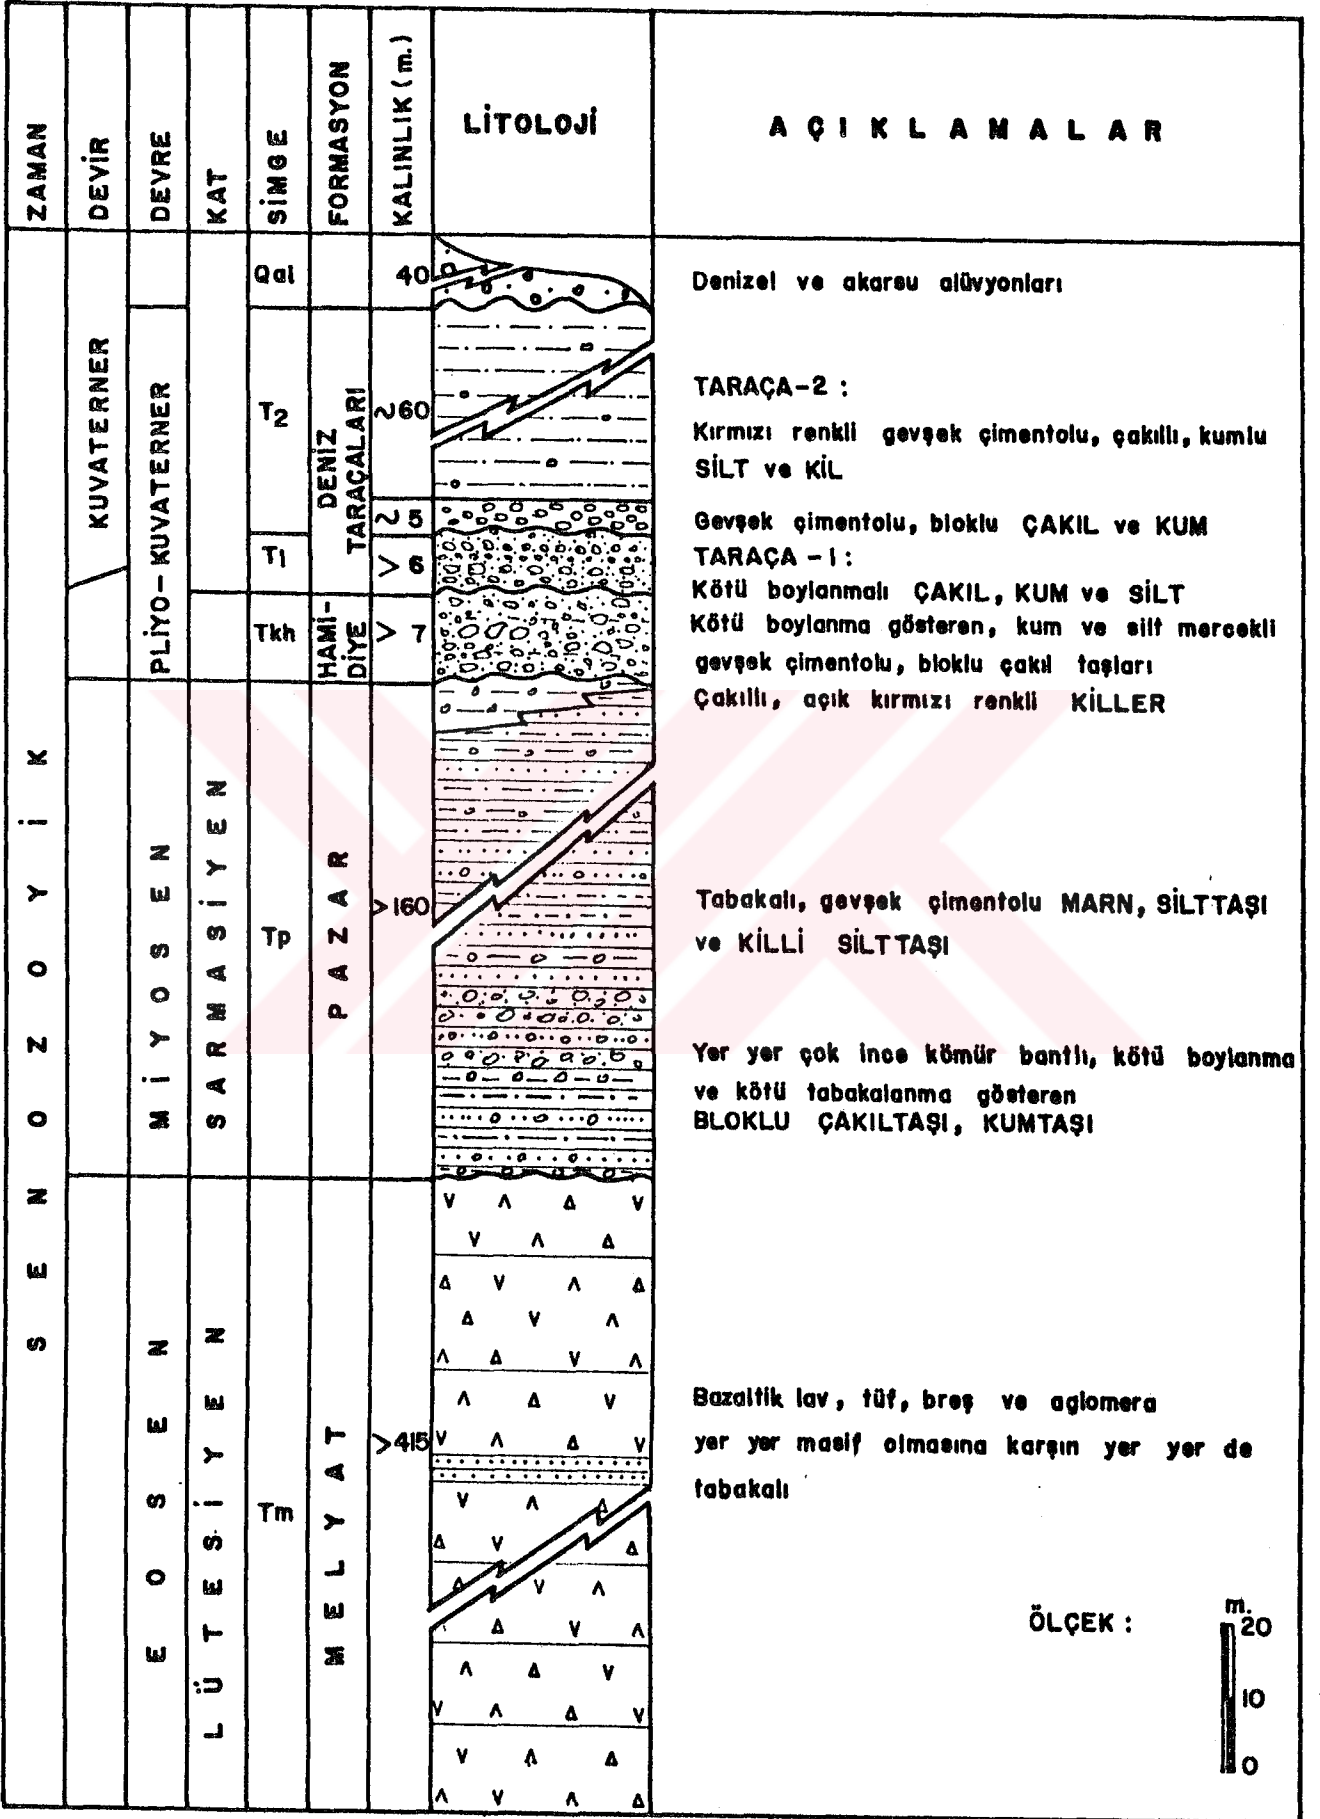 ZAMAN
DEVİR
DEVRE
KAT
SİMGE
FORMASYON
KALINLIK (m.)
LİTOLOJİ
AÇIKLAMALAR
SENOZOYİK
KUVATERNER
PLİYO-KUVATERNER
Qal
40
Denizel ve akarsu alüvyonları
T2
DENİZ
TARAÇALARI
~60
TARAÇA-2 :
Kırmızı renkli gevşek çimentolu, çakıllı, kumlu
SİLT ve KİL
~ 5
Gevşek çimentolu, bloklu ÇAKIL ve KUM
T1
> 6
TARAÇA -1 :
Kötü boylanmalı ÇAKIL, KUM ve SİLT
Tkh
HAMİ-
DİYE
> 7
Kötü boylanma gösteren, kum ve silt mercekli
gevşek çimentolu, bloklu çakıl taşları
Çakıllı, açık kırmızı renkli KİLLER
MİYOSEN
SARMASİYEN
Tp
PAZAR
>160
Tabakalı, gevşek çimentolu MARN, SİLTTAŞI
ve KİLLİ SİLTTAŞI
Yer yer çok ince kömür bantlı, kötü boylanma
ve kötü tabakalanma gösteren
BLOKLU ÇAKILTAŞI, KUMTAŞI
EOSEN
LÜTESİYEN
Tm
MELYAT
>415
Bazaltik lav, tüf, breş ve aglomera
yer yer masif olmasına karşın yer yer de
tabakalı
ÖLÇEK :
m.
20
10
0